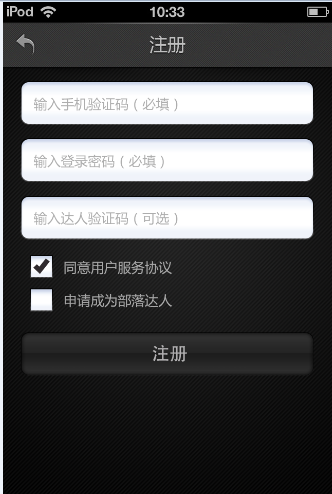 iPod 10:33
注册
输入手机验证码（必填）
输入登录密码（必填）
输入达人验证码（可选）
同意用户服务协议
申请成为部落达人
注册